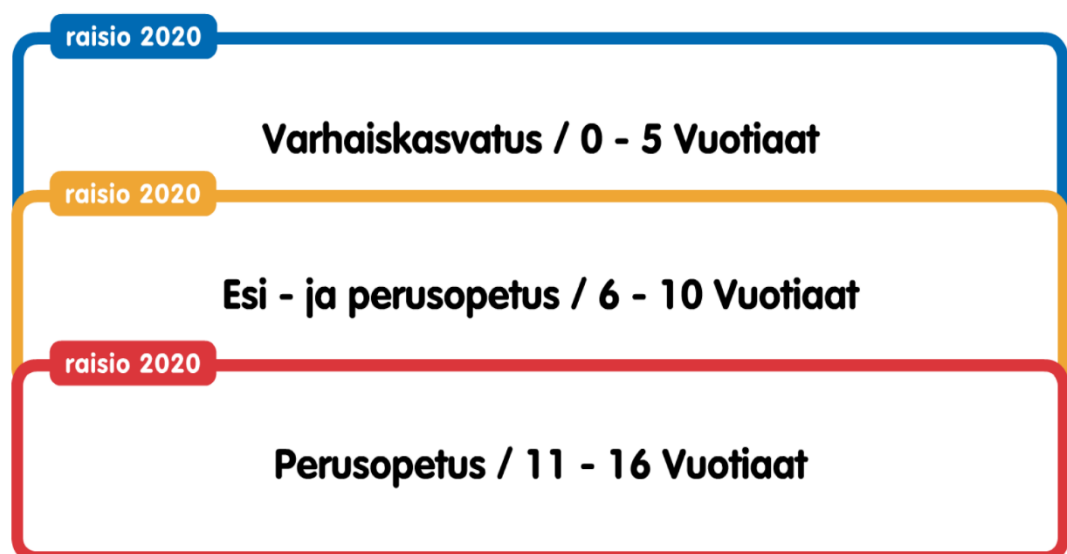 raisio 2020
Varhaiskasvatus / 0 - 5 Vuotiaat
raisio 2020
Esi - ja perusopetus / 6 - 10 Vuotiaat
raisio 2020
Perusopetus / 11 - 16 Vuotiaat